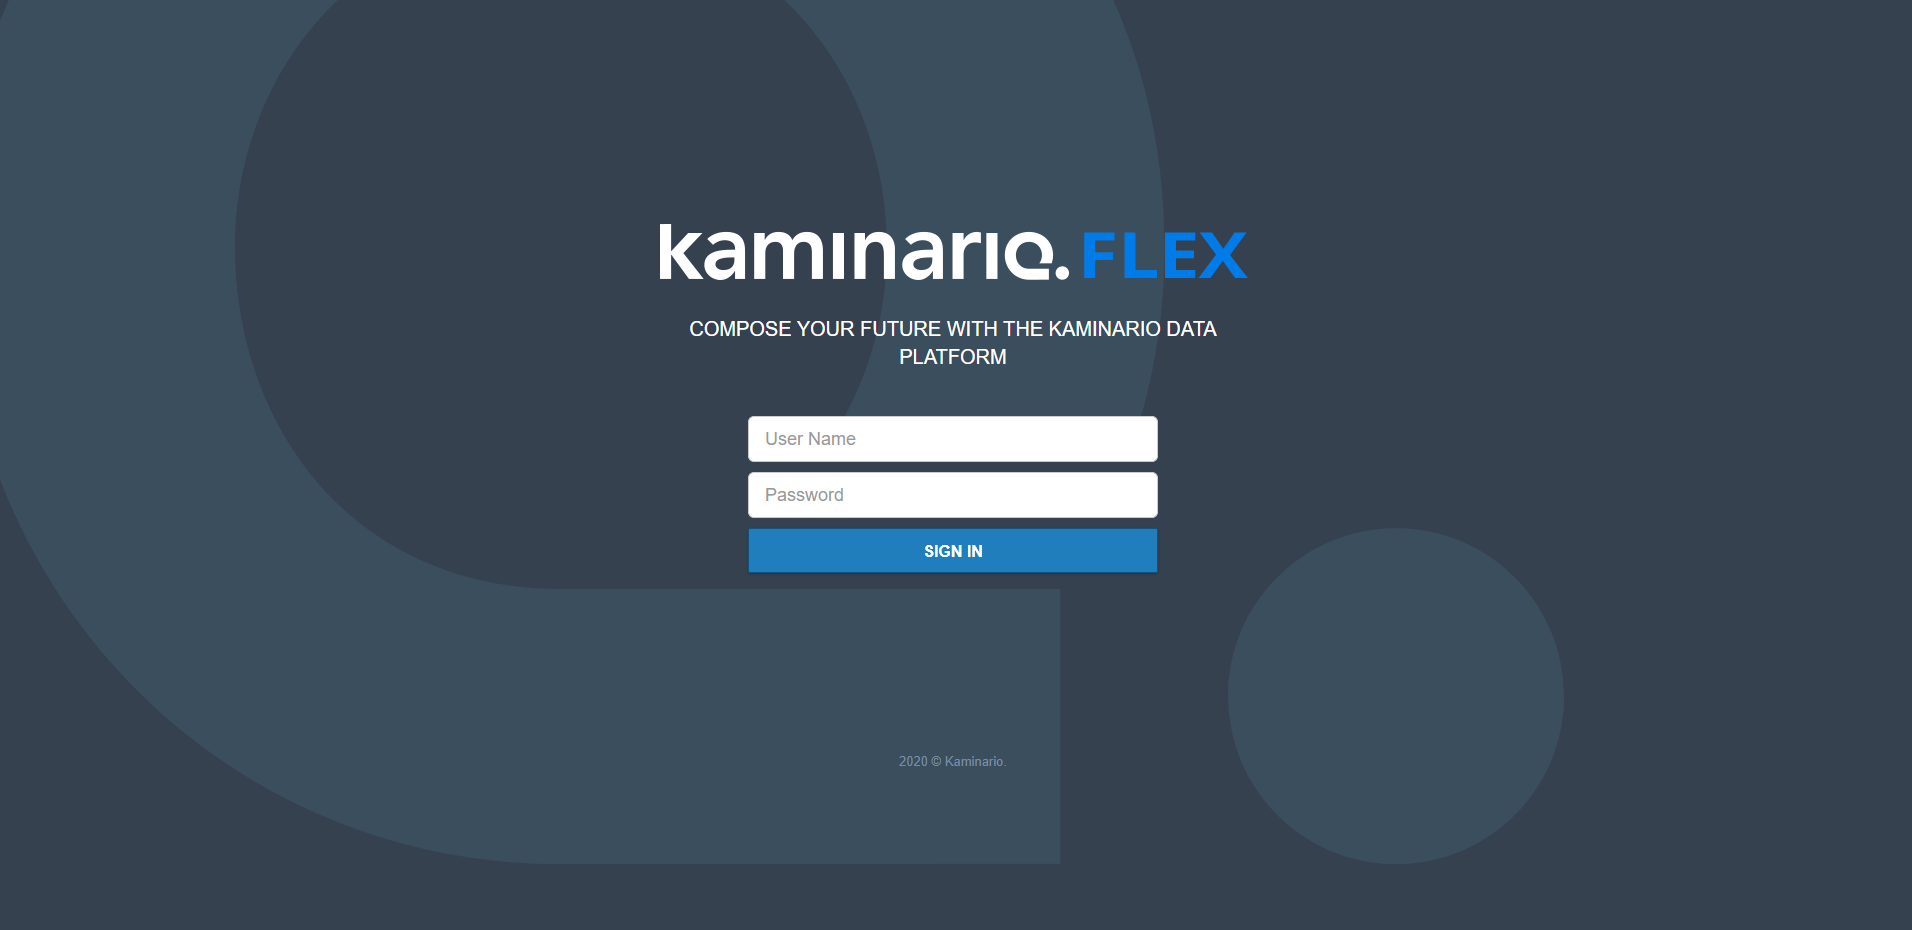 kaminario. FLEX
COMPOSE YOUR FUTURE WITH THE KAMINARIO DATA
PLATFORM
User Name
Password
SIGN IN
2020 © Kaminario.